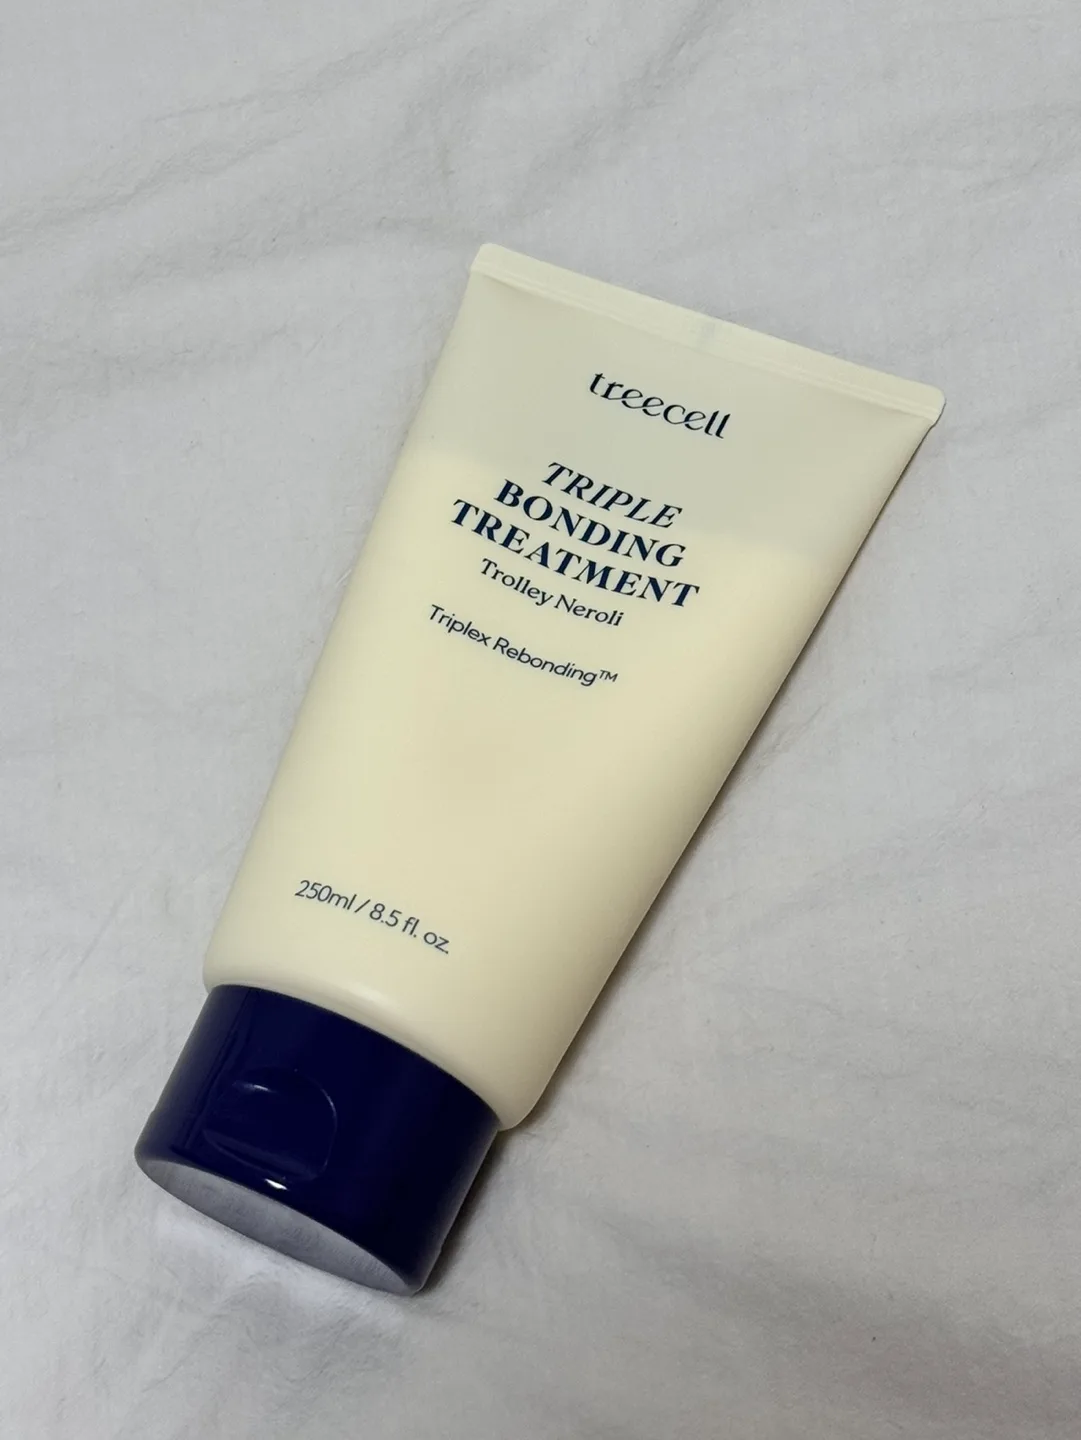 treecell
TRIPLE
BONDING
TREATMENT
Trolley Neroli
Triplex Rebonding™
250ml / 8.5 fl. oz.